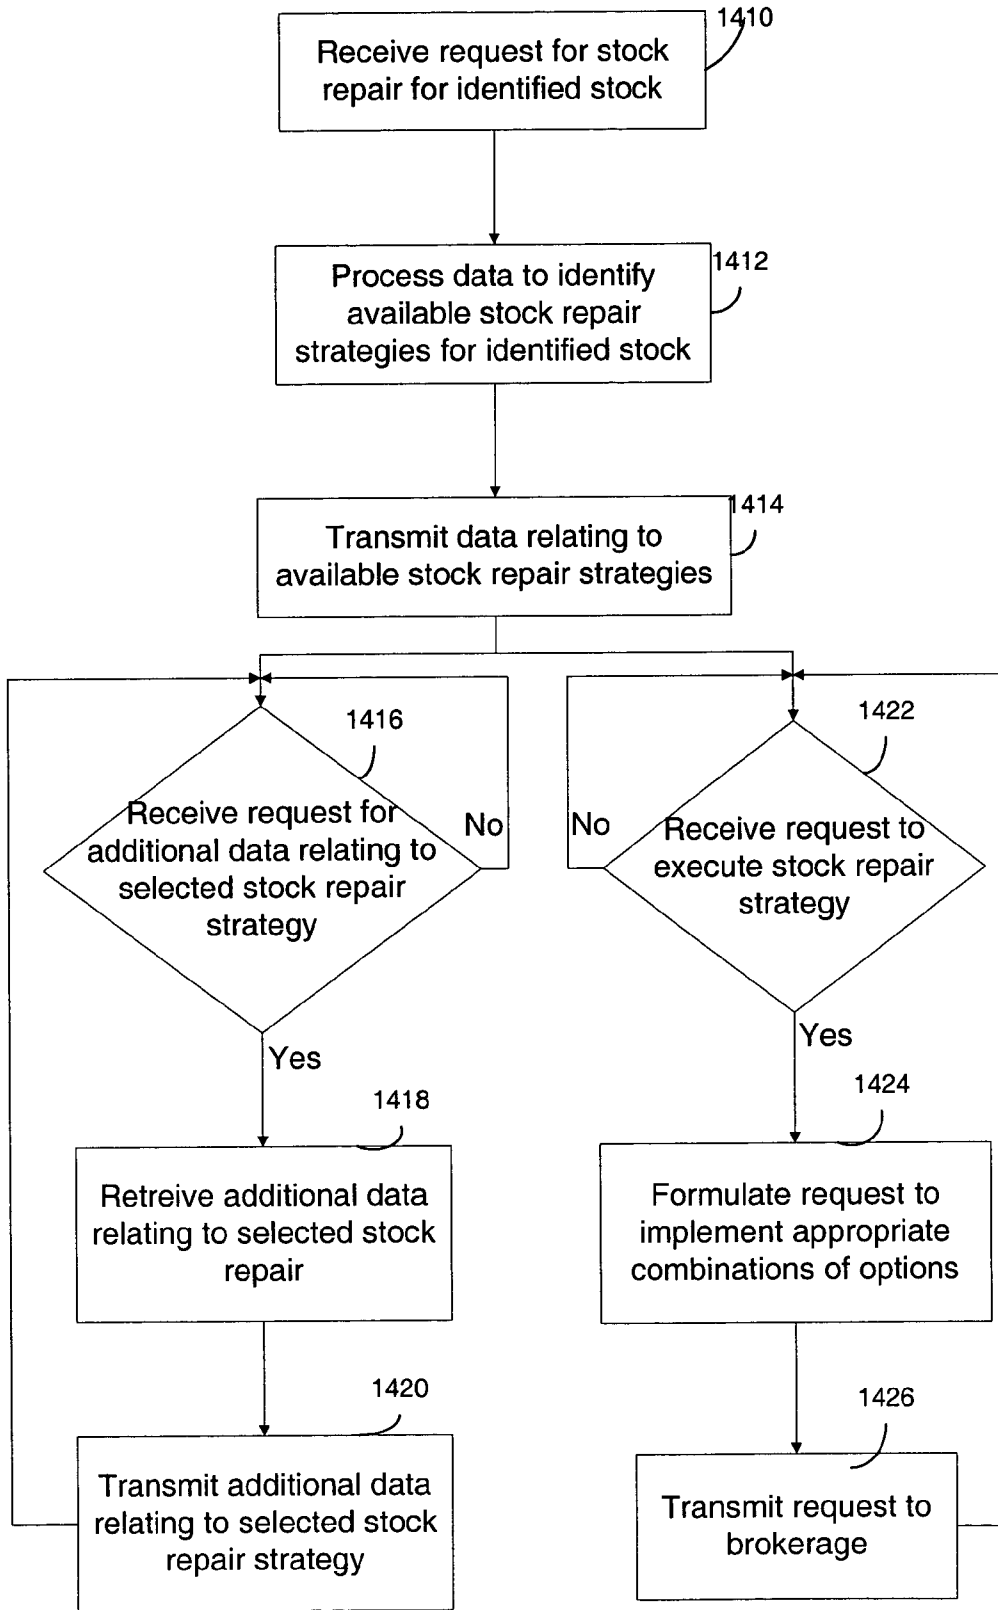 1410
Receive request for stock
repair for identified stock
1412
Process data to identify
available stock repair
strategies for identified stock
1414
Transmit data relating to
available stock repair strategies
1416
Receive request for
additional data relating to
selected stock repair
strategy
No
Yes
1418
Retreive additional data
relating to selected stock
repair
1420
Transmit additional data
relating to selected stock
repair strategy
1422
No
Receive request to
execute stock repair
strategy
Yes
1424
Formulate request to
implement appropriate
combinations of options
1426
Transmit request to
brokerage